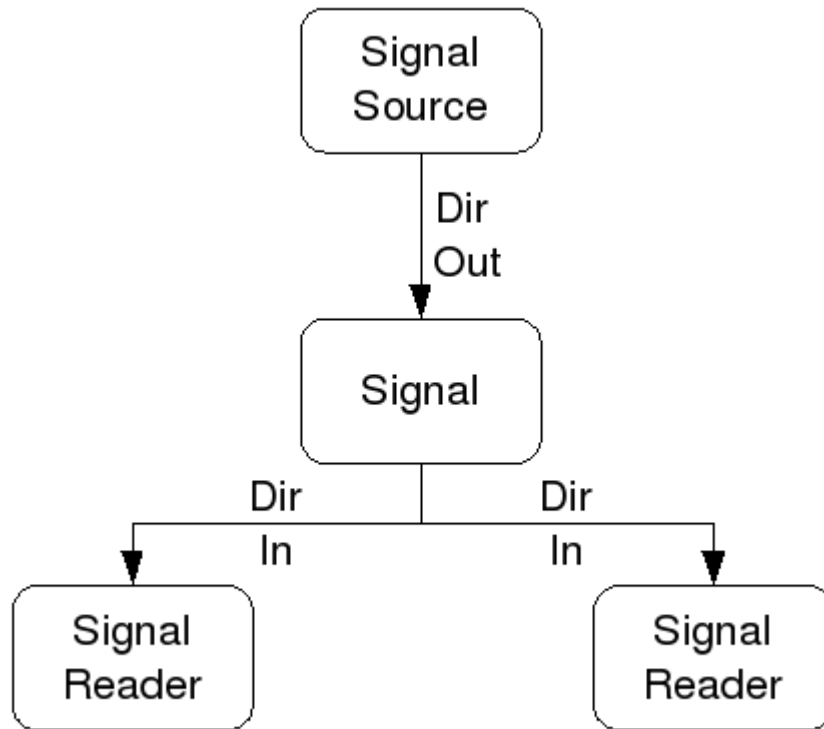 Signal
Source
Dir
Out
Signal
Dir
In
Dir
In
Signal
Reader
Signal
Reader